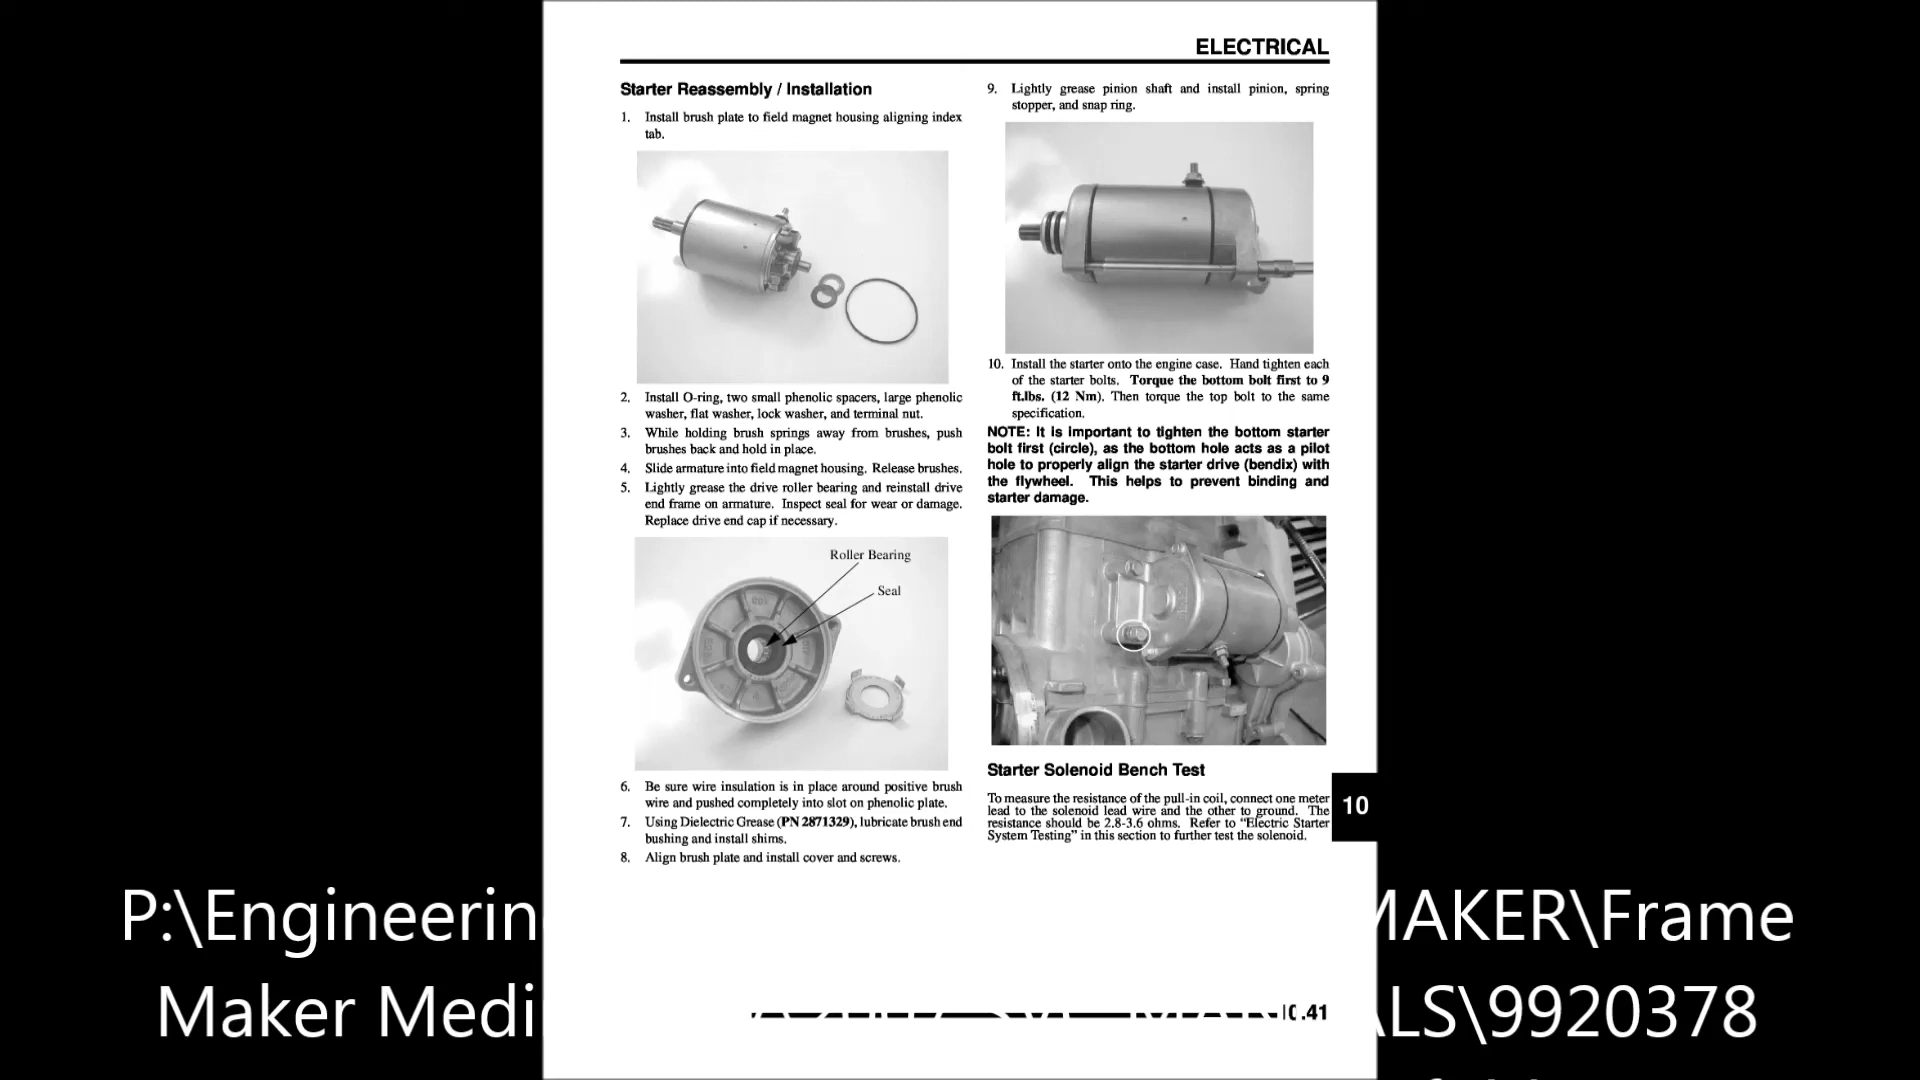 ELECTRICAL
Starter Reassembly / Installation
1. Install brush plate to field magnet housing aligning index
tab.
2. Install O-ring, two small phenolic spacers, large phenolic
washer, flat washer, lock washer, and terminal nut.
3. While holding brush springs away from brushes, push
brushes back and hold in place.
4. Slide armature into field magnet housing. Release brushes.
5. Lightly grease the drive roller bearing and reinstall drive
end frame on armature. Inspect seal for wear or damage.
Replace drive end cap if necessary.
Roller Bearing
Seal
6. Be sure wire insulation is in place around positive brush
wire and pushed completely into slot on phenolic plate.
7. Using Dielectric Grease (PN 2871329), lubricate brush end
bushing and install shims.
8. Align brush plate and install cover and screws.
9. Lightly grease pinion shaft and install pinion, spring
stopper, and snap ring.
10. Install the starter onto the engine case. Hand tighten each
of the starter bolts. Torque the bottom bolt first to 9
ft.lbs. (12 Nm). Then torque the top bolt to the same
specification.
NOTE: It is important to tighten the bottom starter
bolt first (circle), as the bottom hole acts as a pilot
hole to properly align the starter drive (bendix) with
the flywheel. This helps to prevent binding and
starter damage.
Starter Solenoid Bench Test
To measure the resistance of the pull-in coil, connect one meter
lead to the solenoid lead wire and the other to ground. The
resistance should be 2.8-3.6 ohms. Refer to “Electric Starter
System Testing” in this section to further test the solenoid.
10
P:\Engineerin MAKER\Frame
Maker Medi ALS\9920378
.41